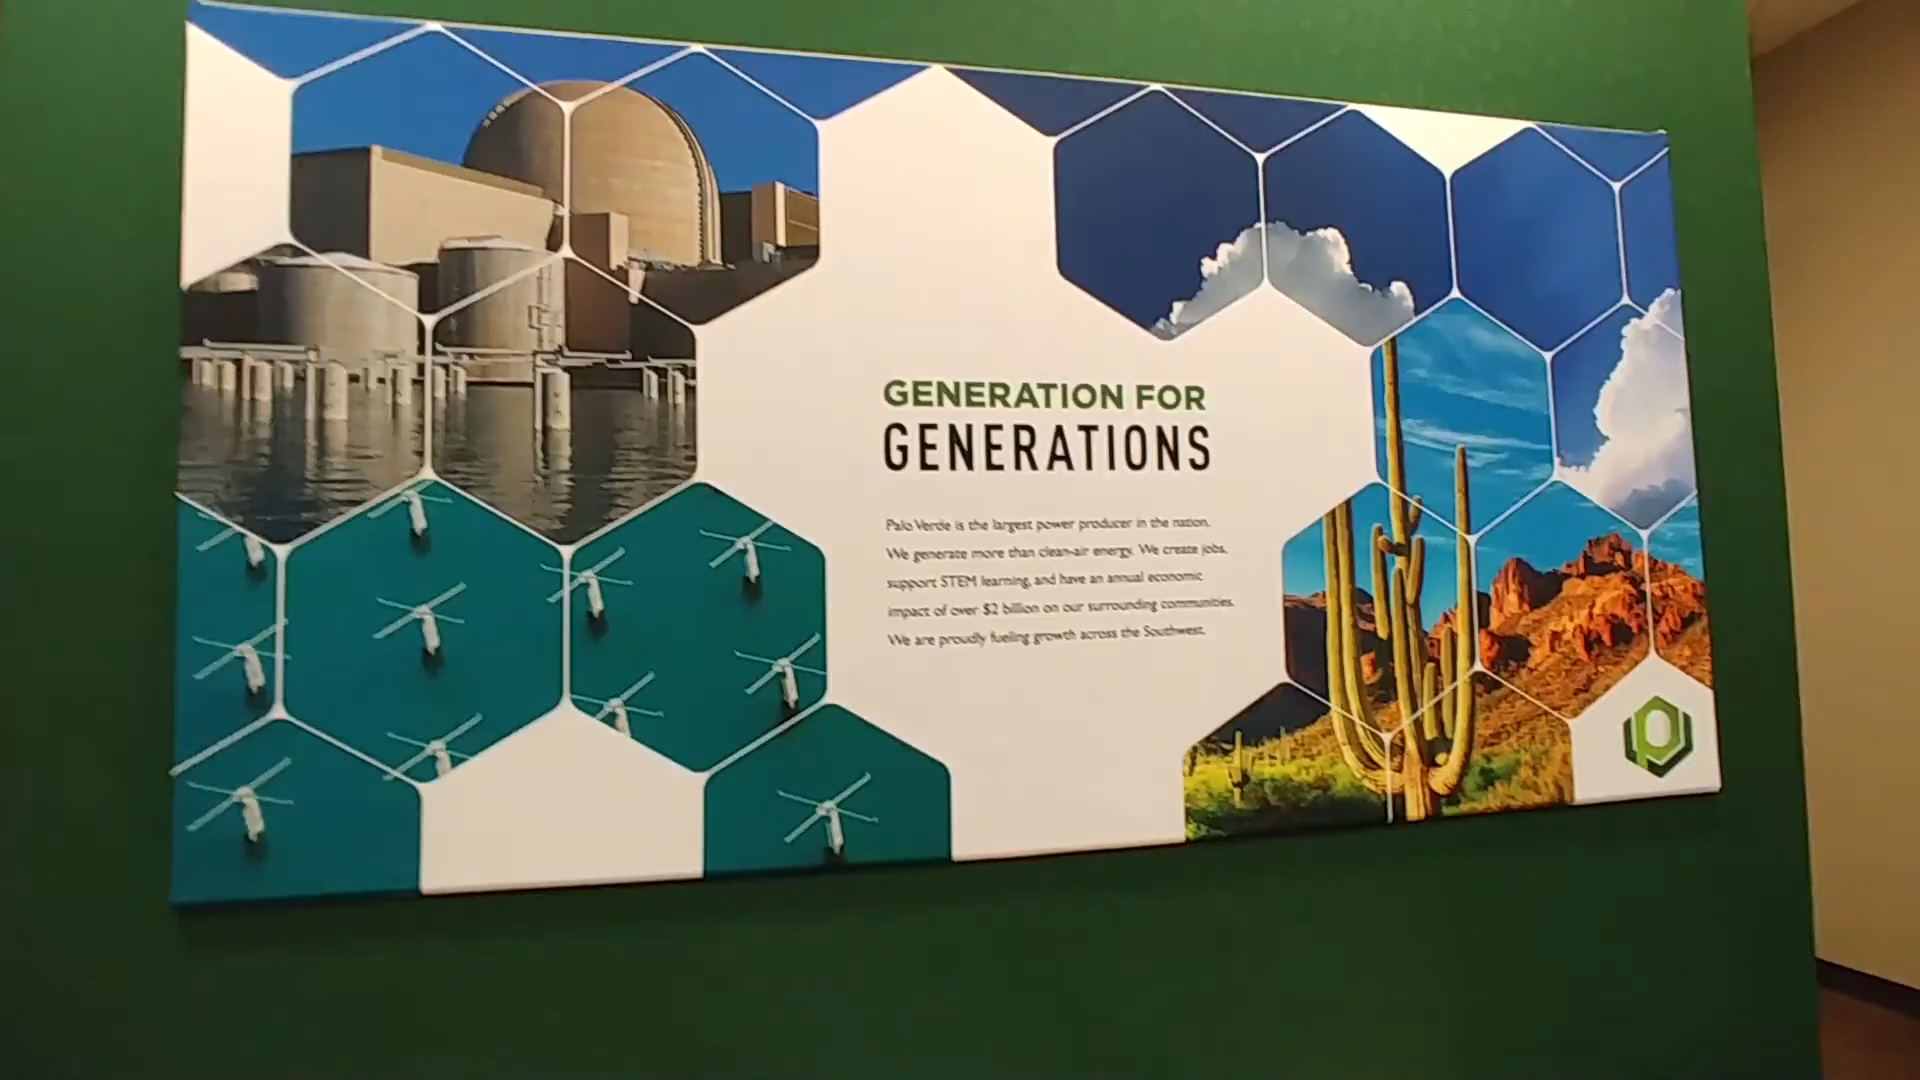 GENERATION FOR
GENERATIONS
Palo Verde is the largest power producer in the nation.
We generate more than clean-air energy. We create jobs,
support STEM learning, and have an annual economic
impact of over $2 billion on our surrounding communities.
We are proudly fueling growth across the Southwest.